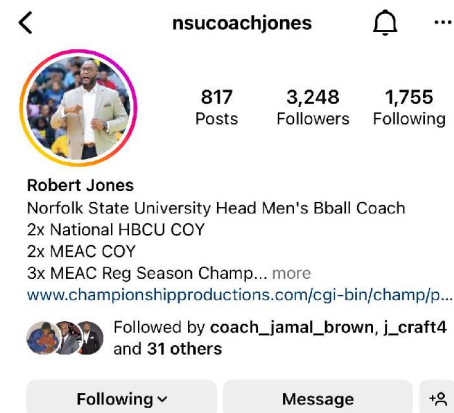 nsucoachjones
817 3,248 1,755
Posts Followers Following
Robert Jones
Norfolk State University Head Men's Bball Coach
2x National HBCU COY
2x MEAC COY
3x MEAC Reg Season Champ... more
www.championshipproductions.com/cgi-bin/champ/p...
Followed by coach_jamal_brown, j_craft4
and 31 others
Following Message